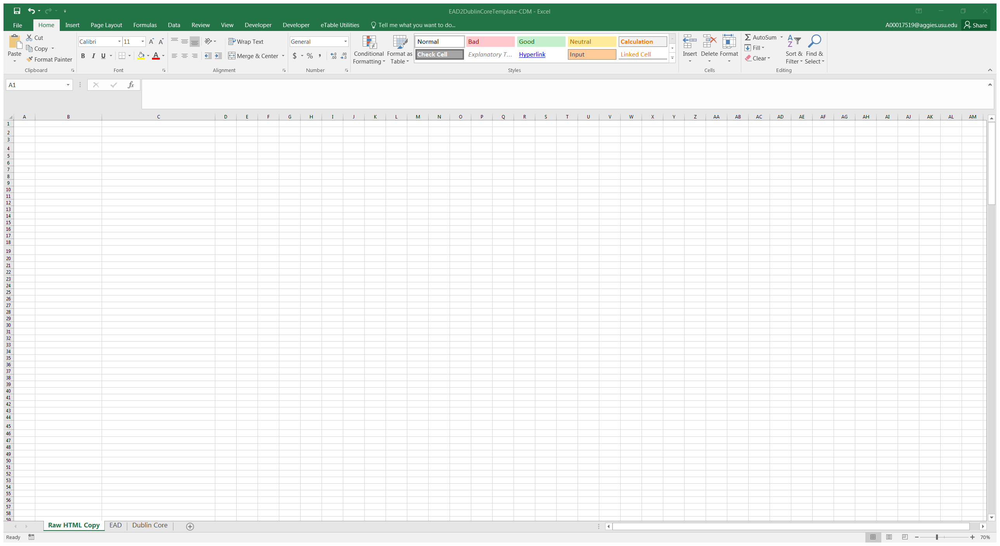 EAD2DublinCoreTemplate-CDM - Excel
File Home Insert Page Layout Formulas Data Review View Developer Developer eTable Utilities Tell me what you want to do... A00017519@aggies.usu.edu Share
Paste
Cut
Copy
Format Painter
Clipboard
Calibri 11
B I U A
Font
Wrap Text
Merge & Center
Alignment
General
$ % ,
Number
Conditional Formatting
Format as Table
Normal Bad Good Neutral Calculation
Check Cell Explanatory T... Hyperlink Input Linked Cell
Styles
Insert Delete Format
Cells
AutoSum
Fill
Clear
Sort & Filter
Find & Select
Editing
A1 fx
A B C D E F G H I J K L M N O P Q R S T U V W X Y Z AA AB AC AD AE AF AG AH AI AJ AK AL AM
1
2
3
4
5
6
7
8
9
10
11
12
13
14
15
16
17
18
19
20
21
22
23
24
25
26
27
28
29
30
31
32
33
34
35
36
37
38
39
40
41
42
43
44
45
46
47
48
49
50
51
52
53
54
55
56
57
58
59
Raw HTML Copy EAD Dublin Core
Ready 70%